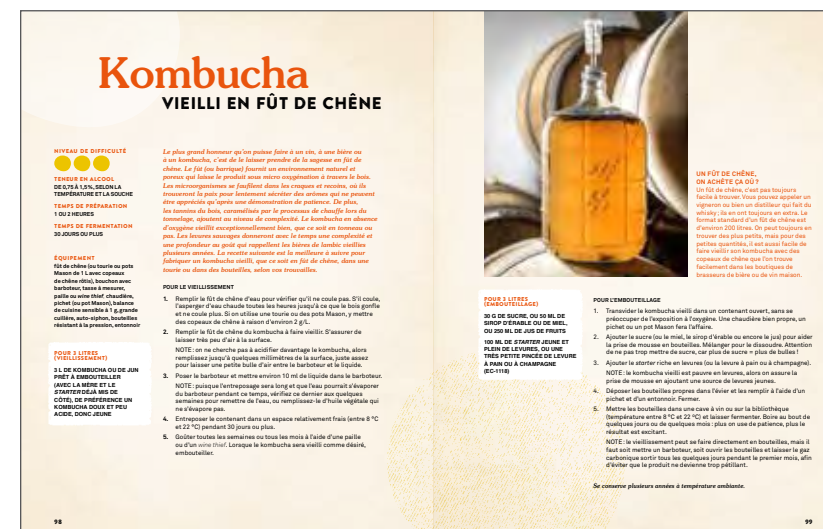 Kombucha
VIEILLI EN FÛT DE CHÊNE
NIVEAU DE DIFFICULTÉ
TENEUR EN ALCOOL
DE 0,75 À 1,5%, SELON LA
TEMPÉRATURE ET LA SOUCHE
TEMPS DE PRÉPARATION
1 OU 2 HEURES
TEMPS DE FERMENTATION
30 JOURS OU PLUS
ÉQUIPEMENT
fût de chêne (ou tourie ou pots
Mason de 1 L avec copeaux
de chêne rôtis), bouchon avec
barboteur, tasse à mesurer,
paille ou wine thief, chaudière,
pichet (ou pot Mason), balance
de cuisine sensible à 1 g, grande
cuillère, auto-siphon, bouteilles
résistant à la pression, entonnoir
POUR 3 LITRES
(VIEILLISSEMENT)
3 L DE KOMBUCHA OU DE JUN
PRÊT À EMBOUTEILLER
(AVEC LA MÈRE ET LE
STARTER DÉJÀ MIS DE
CÔTÉ), DE PRÉFÉRENCE UN
KOMBUCHA DOUX ET PEU
ACIDE, DONC JEUNE
Le plus grand honneur qu'on puisse faire à un vin, à une bière ou
à un kombucha, c'est de le laisser prendre de la sagesse en fût de
chêne. Le fût (ou barrique) fournit un environnement naturel et
poreux qui laisse le produit sous micro oxygénation à travers le bois.
Les microorganismes se faufilent dans les craques et recoins, où ils
trouveront la paix pour lentement sécréter des arômes qui ne peuvent
être appréciés qu'après une démonstration de patience. De plus,
les tannins du bois, caramélisés par le processus de chauffe lors du
tonnelage, ajoutent au niveau de complexité. Le kombucha en absence
d'oxygène vieillit exceptionnellement bien, que ce soit en tonneau ou
pas. Les levures sauvages donneront avec le temps une complexité et
une profondeur au goût qui rappellent les bières de lambic vieillies
plusieurs années. La recette suivante est la meilleure à suivre pour
fabriquer un kombucha vieilli, que ce soit en fût de chêne, dans une
tourie ou dans des bouteilles, selon vos trouvailles.
POUR LE VIEILLISSEMENT
1. Remplir le fût de chêne d'eau pour vérifier qu'il ne coule pas. S'il coule,
l'asperger d'eau chaude toutes les heures jusqu'à ce que le bois gonfle
et ne coule plus. Si on utilise une tourie ou des pots Mason, y mettre
des copeaux de chêne à raison d'environ 2 g/L.
2. Remplir le fût de chêne du kombucha à faire vieillir. S'assurer de
laisser très peu d'air à la surface.
NOTE : on ne cherche pas à acidifier davantage le kombucha, alors
remplissez jusqu'à quelques millimètres de la surface, juste assez
pour laisser une petite bulle d'air entre le barboteur et le liquide.
3. Poser le barboteur et mettre environ 10 ml de liquide dans le barboteur.
NOTE : puisque l'entreposage sera long et que l'eau pourrait s'évaporer
du barboteur pendant ce temps, vérifiez ce dernier aux quelques
semaines pour remettre de l'eau, ou remplissez-le d'huile végétale qui
ne s'évapore pas.
4. Entreposer le contenant dans un espace relativement frais (entre 8 °C
et 22 °C) pendant 30 jours ou plus.
5. Goûter toutes les semaines ou tous les mois à l'aide d'une paille
ou d'un wine thief. Lorsque le kombucha sera vieilli comme désiré,
embouteiller.
98
UN FÛT DE CHÊNE,
ON ACHÈTE ÇA OÙ ?
Un fût de chêne, c'est pas toujours
facile à trouver. Vous pouvez appeler un
vigneron ou bien un distilleur qui fait du
whisky ; ils en ont toujours en extra. Le
format standard d'un fût de chêne est
d'environ 200 litres. On peut toujours en
trouver des plus petits, mais pour des
petites quantités, il est aussi facile de
faire vieillir son kombucha avec des
copeaux de chêne que l'on trouve
facilement dans les boutiques de
brasseurs de bière ou de vin maison.
POUR 3 LITRES
(EMBOUTEILLAGE)
30 G DE SUCRE, OU 50 ML DE
SIROP D'ÉRABLE OU DE MIEL,
OU 250 ML DE JUS DE FRUITS
100 ML DE STARTER JEUNE ET
PLEIN DE LEVURES, OU UNE
TRÈS PETITE PINCÉE DE LEVURE
À PAIN OU À CHAMPAGNE
(EC-1118)
POUR L'EMBOUTEILLAGE
1. Transvider le kombucha vieilli dans un contenant ouvert, sans se
préoccuper de l'exposition à l'oxygène. Une chaudière bien propre, un
pichet ou un pot Mason fera l'affaire.
2. Ajouter le sucre (ou le miel, le sirop d'érable ou encore le jus) pour aider
la prise de mousse en bouteilles. Mélanger pour le dissoudre. Attention
de ne pas trop mettre de sucre, car plus de sucre = plus de bulles !
3. Ajouter le starter riche en levures (ou la levure à pain ou à champagne).
NOTE : le kombucha vieilli est pauvre en levures, alors on assure la
prise de mousse en ajoutant une source de levures jeunes.
4. Déposer les bouteilles propres dans l'évier et les remplir à l'aide d'un
pichet et d'un entonnoir. Fermer.
5. Mettre les bouteilles dans une cave à vin ou sur la bibliothèque
(température entre 8 °C et 22 °C) et laisser fermenter. Boire au bout de
quelques jours ou de quelques mois : plus on use de patience, plus le
résultat est excitant.
NOTE : le vieillissement peut se faire directement en bouteilles, mais il
faut soit mettre un barboteur, soit ouvrir les bouteilles et laisser le gaz
carbonique sortir tous les quelques jours pendant le premier mois, afin
d'éviter que le produit ne devienne trop pétillant.
Se conserve plusieurs années à température ambiante.
99